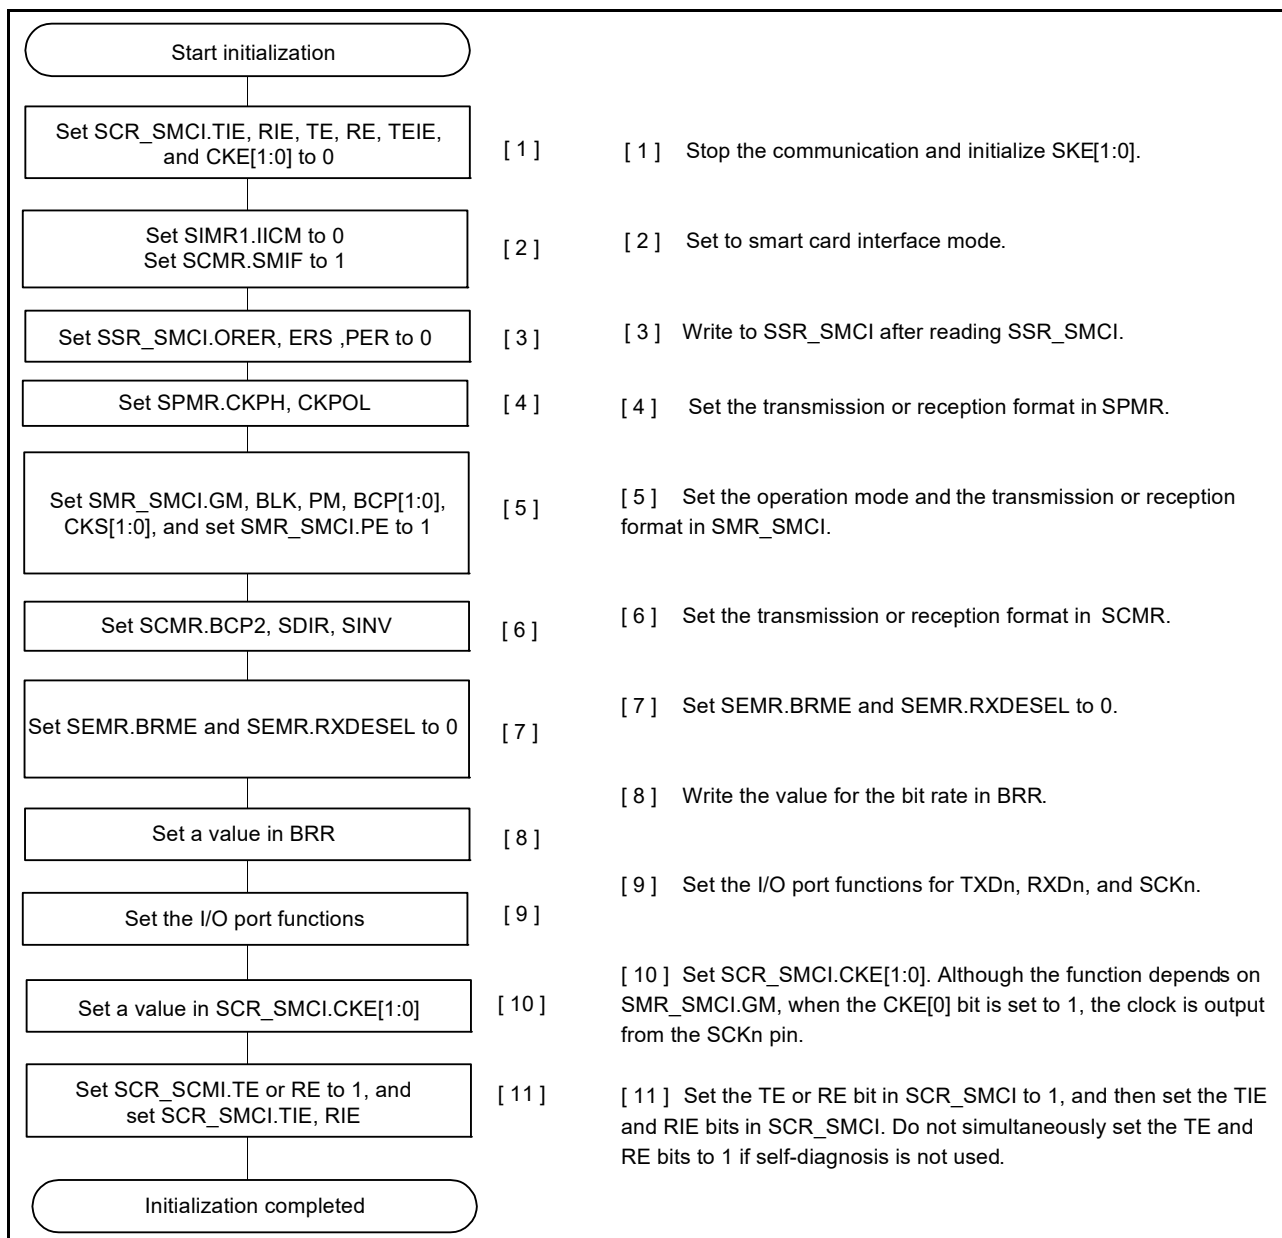 Start initialization
Set SCR_SMCI.TIE, RIE, TE, RE, TEIE,
and CKE[1:0] to 0
[ 1 ]
[ 1 ] Stop the communication and initialize SKE[1:0].
Set SIMR1.IICM to 0
Set SCMR.SMIF to 1
[ 2 ]
[ 2 ] Set to smart card interface mode.
Set SSR_SMCI.ORER, ERS ,PER to 0
[ 3 ]
[ 3 ] Write to SSR_SMCI after reading SSR_SMCI.
Set SPMR.CKPH, CKPOL
[ 4 ]
[ 4 ] Set the transmission or reception format in SPMR.
Set SMR_SMCI.GM, BLK, PM, BCP[1:0],
CKS[1:0], and set SMR_SMCI.PE to 1
[ 5 ]
[ 5 ] Set the operation mode and the transmission or reception
format in SMR_SMCI.
Set SCMR.BCP2, SDIR, SINV
[ 6 ]
[ 6 ] Set the transmission or reception format in SCMR.
Set SEMR.BRME and SEMR.RXDESEL to 0
[ 7 ]
[ 7 ] Set SEMR.BRME and SEMR.RXDESEL to 0.
Set a value in BRR
[ 8 ]
[ 8 ] Write the value for the bit rate in BRR.
Set the I/O port functions
[ 9 ]
[ 9 ] Set the I/O port functions for TXDn, RXDn, and SCKn.
Set a value in SCR_SMCI.CKE[1:0]
[ 10 ]
[ 10 ] Set SCR_SMCI.CKE[1:0]. Although the function depends on
SMR_SMCI.GM, when the CKE[0] bit is set to 1, the clock is output
from the SCKn pin.
Set SCR_SCMI.TE or RE to 1, and
set SCR_SMCI.TIE, RIE
[ 11 ]
[ 11 ] Set the TE or RE bit in SCR_SMCI to 1, and then set the TIE
and RIE bits in SCR_SMCI. Do not simultaneously set the TE and
RE bits to 1 if self-diagnosis is not used.
Initialization completed